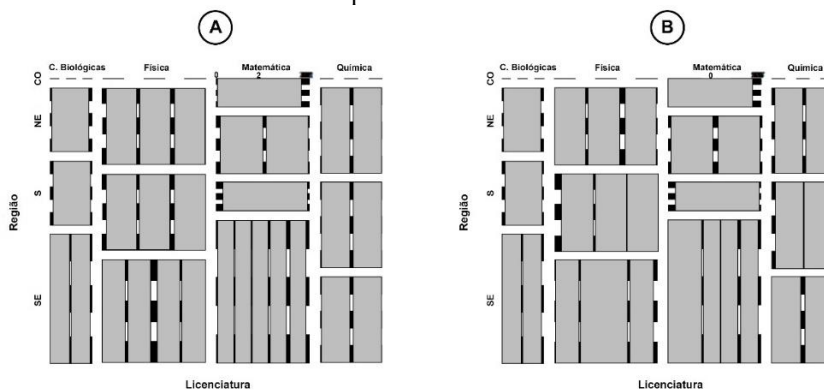 A
C. Biológicas Física Matemática Química
0 2
CO
NE
S
SE
Região
Licenciatura
B
C. Biológicas Física Matemática Química
0
CO
NE
S
SE
Região
Licenciatura